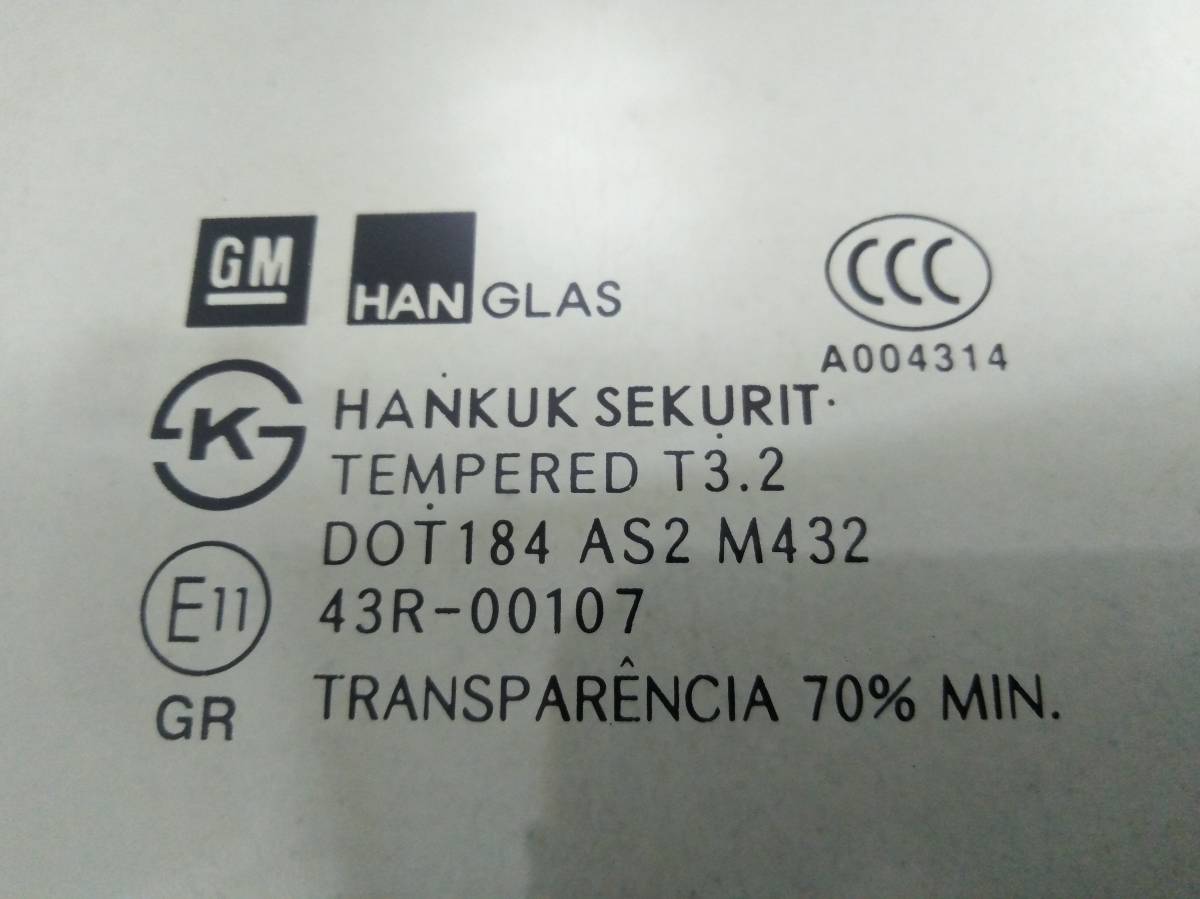 GM HAN GLAS CCC
A004314
K HANKUK SEKURIT
TEMPERED T3.2
DOT184 AS2 M432
E11 43R-00107
GR TRANSPARÊNCIA 70% MIN.